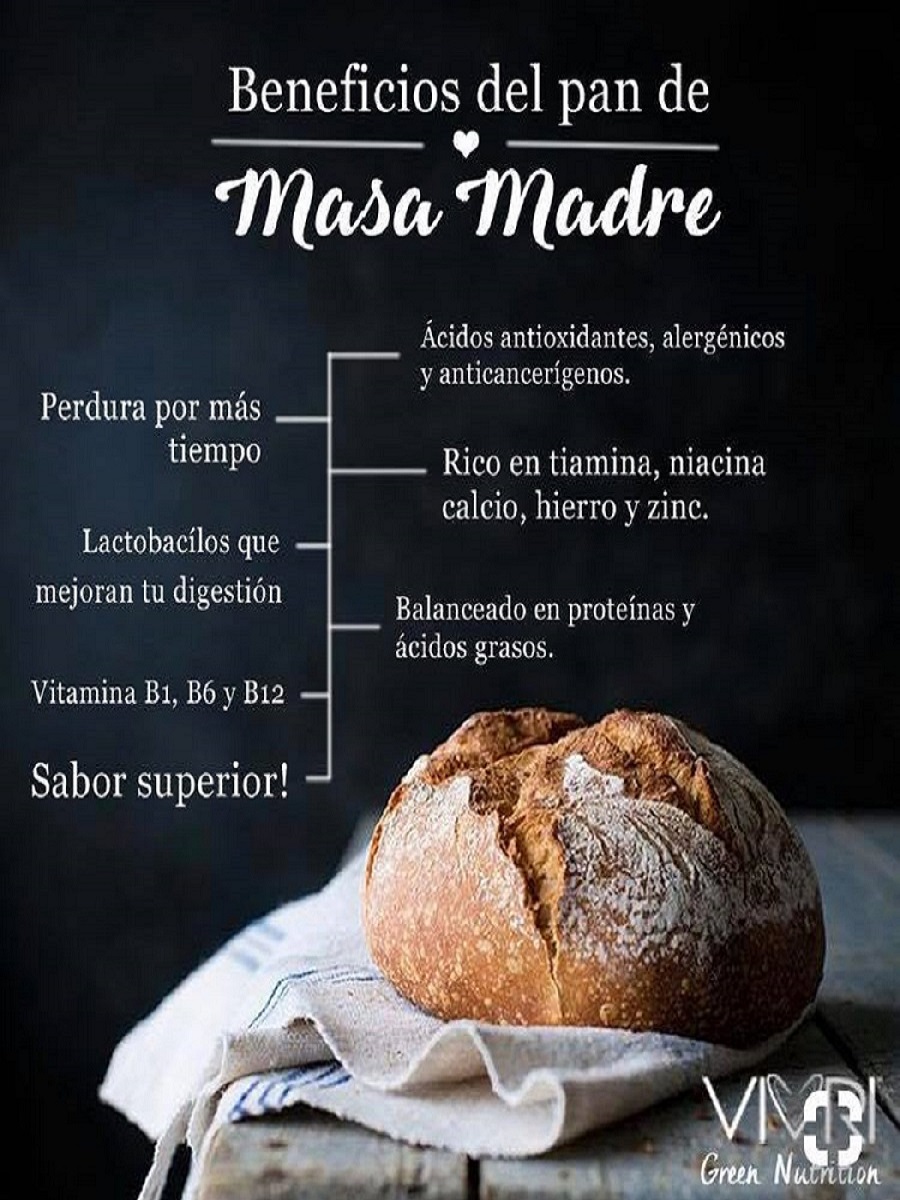 Beneficios del pan de
Masa Madre
Ácidos antioxidantes, alergénicos
y anticancerígenos.
Perdura por más
tiempo
Rico en tiamina, niacina
calcio, hierro y zinc.
Lactobacílos que
mejoran tu digestión
Balanceado en proteínas y
ácidos grasos.
Vitamina B1, B6 y B12
Sabor superior!
Green Nutrition